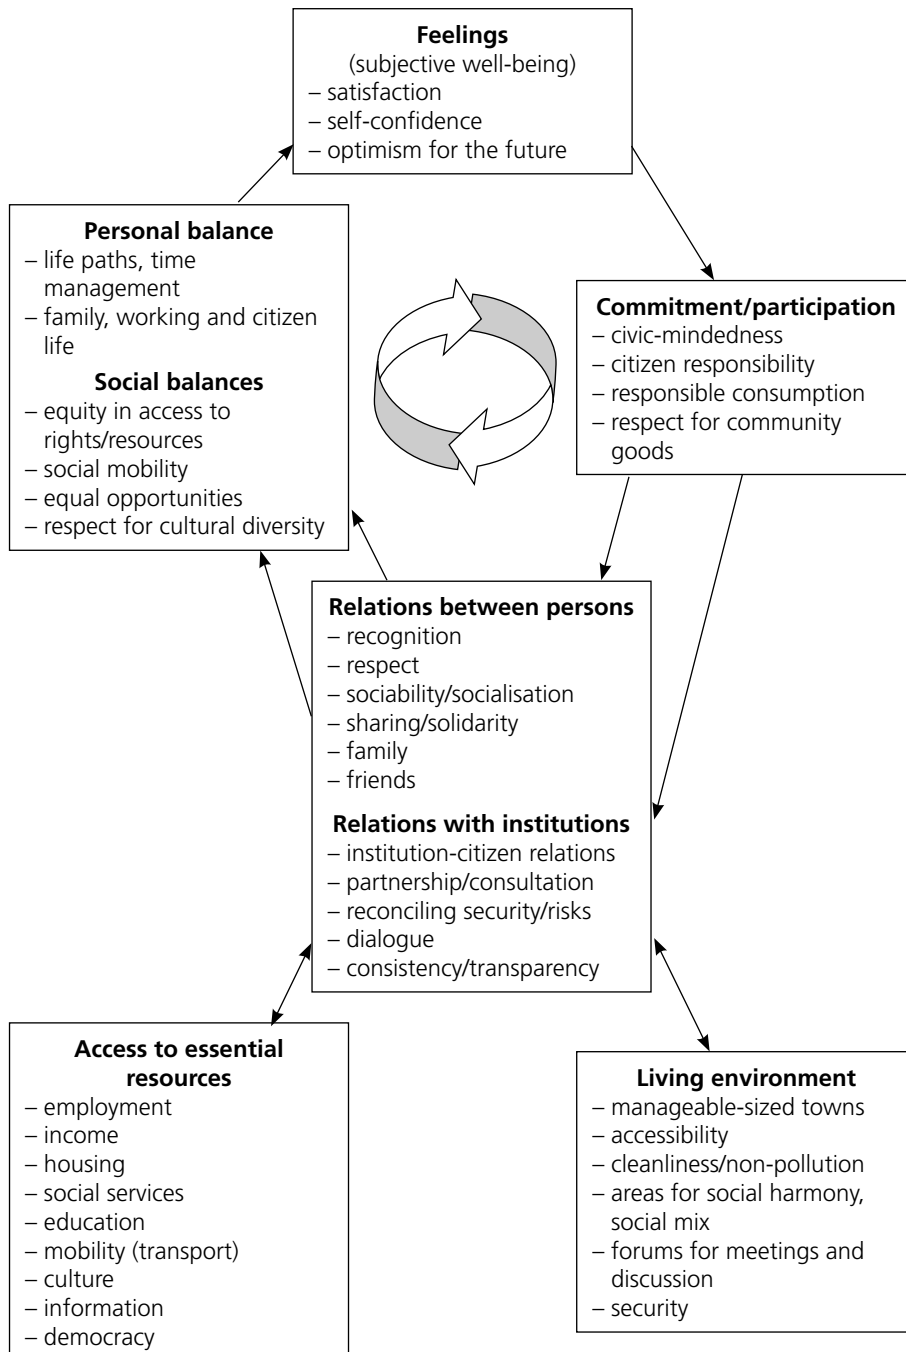 Feelings
(subjective well-being)
– satisfaction
– self-confidence
– optimism for the future
Personal balance
– life paths, time
management
– family, working and citizen
life
Social balances
– equity in access to
rights/resources
– social mobility
– equal opportunities
– respect for cultural diversity
Commitment/participation
– civic-mindedness
– citizen responsibility
– responsible consumption
– respect for community
goods
Relations between persons
– recognition
– respect
– sociability/socialisation
– sharing/solidarity
– family
– friends
Relations with institutions
– institution-citizen relations
– partnership/consultation
– reconciling security/risks
– dialogue
– consistency/transparency
Access to essential
resources
– employment
– income
– housing
– social services
– education
– mobility (transport)
– culture
– information
– democracy
Living environment
– manageable-sized towns
– accessibility
– cleanliness/non-pollution
– areas for social harmony,
social mix
– forums for meetings and
discussion
– security